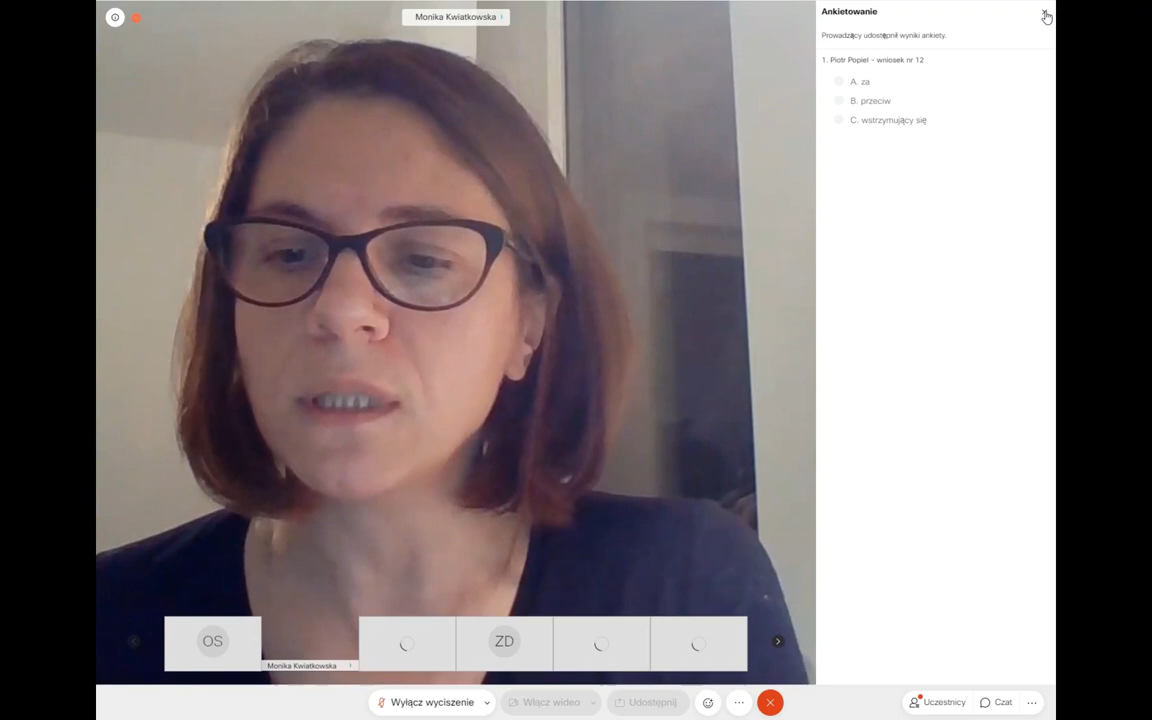 Monika Kwiatkowska
Ankietowanie
Prowadzący udostępnił wyniki ankiety.
1. Piotr Popiel - wniosek nr 12
A. za
B. przeciw
C. wstrzymujący się
OS
Monika Kwiatkowska
ZD
Wyłącz wyciszenie
Włącz wideo
Udostępnij
Uczestnicy
Czat